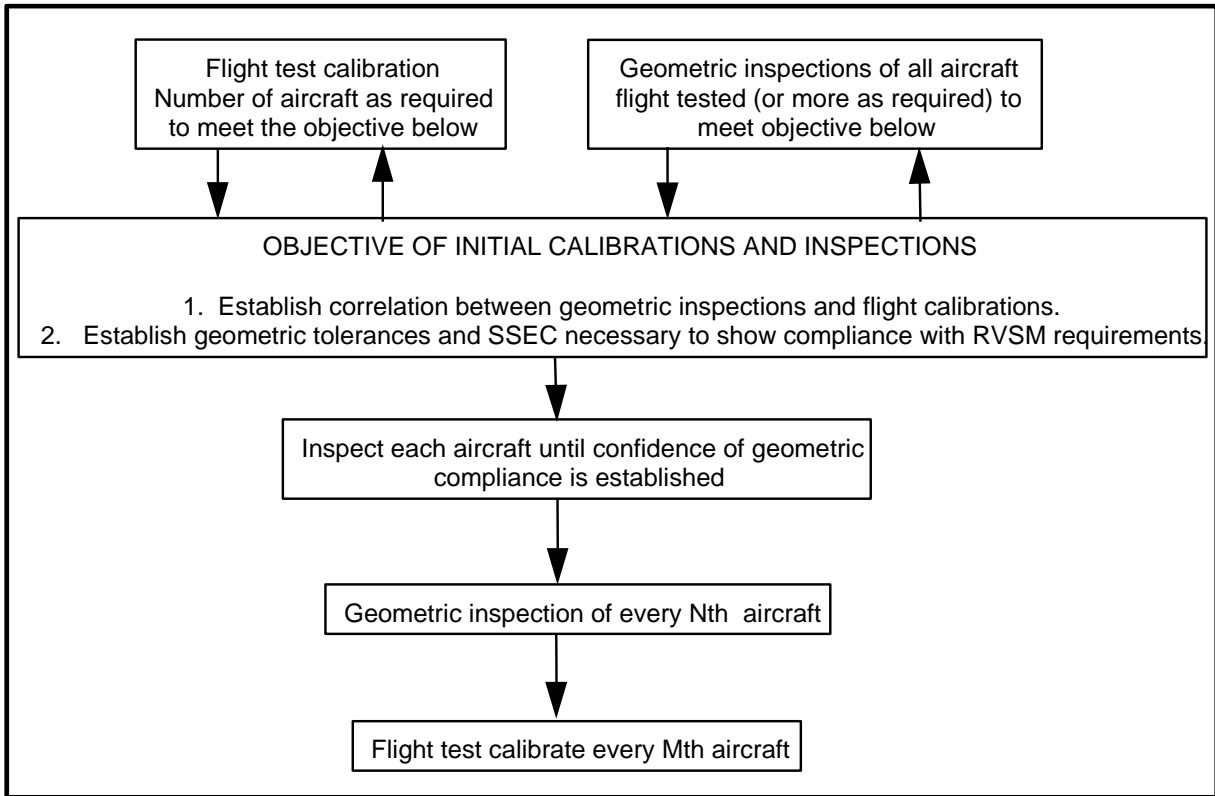 Flight test calibration
Number of aircraft as required
to meet the objective below
Geometric inspections of all aircraft
flight tested (or more as required) to
meet objective below
OBJECTIVE OF INITIAL CALIBRATIONS AND INSPECTIONS
1. Establish correlation between geometric inspections and flight calibrations.
2. Establish geometric tolerances and SSEC necessary to show compliance with RVSM requirements.
Inspect each aircraft until confidence of geometric
compliance is established
Geometric inspection of every Nth aircraft
Flight test calibrate every Mth aircraft